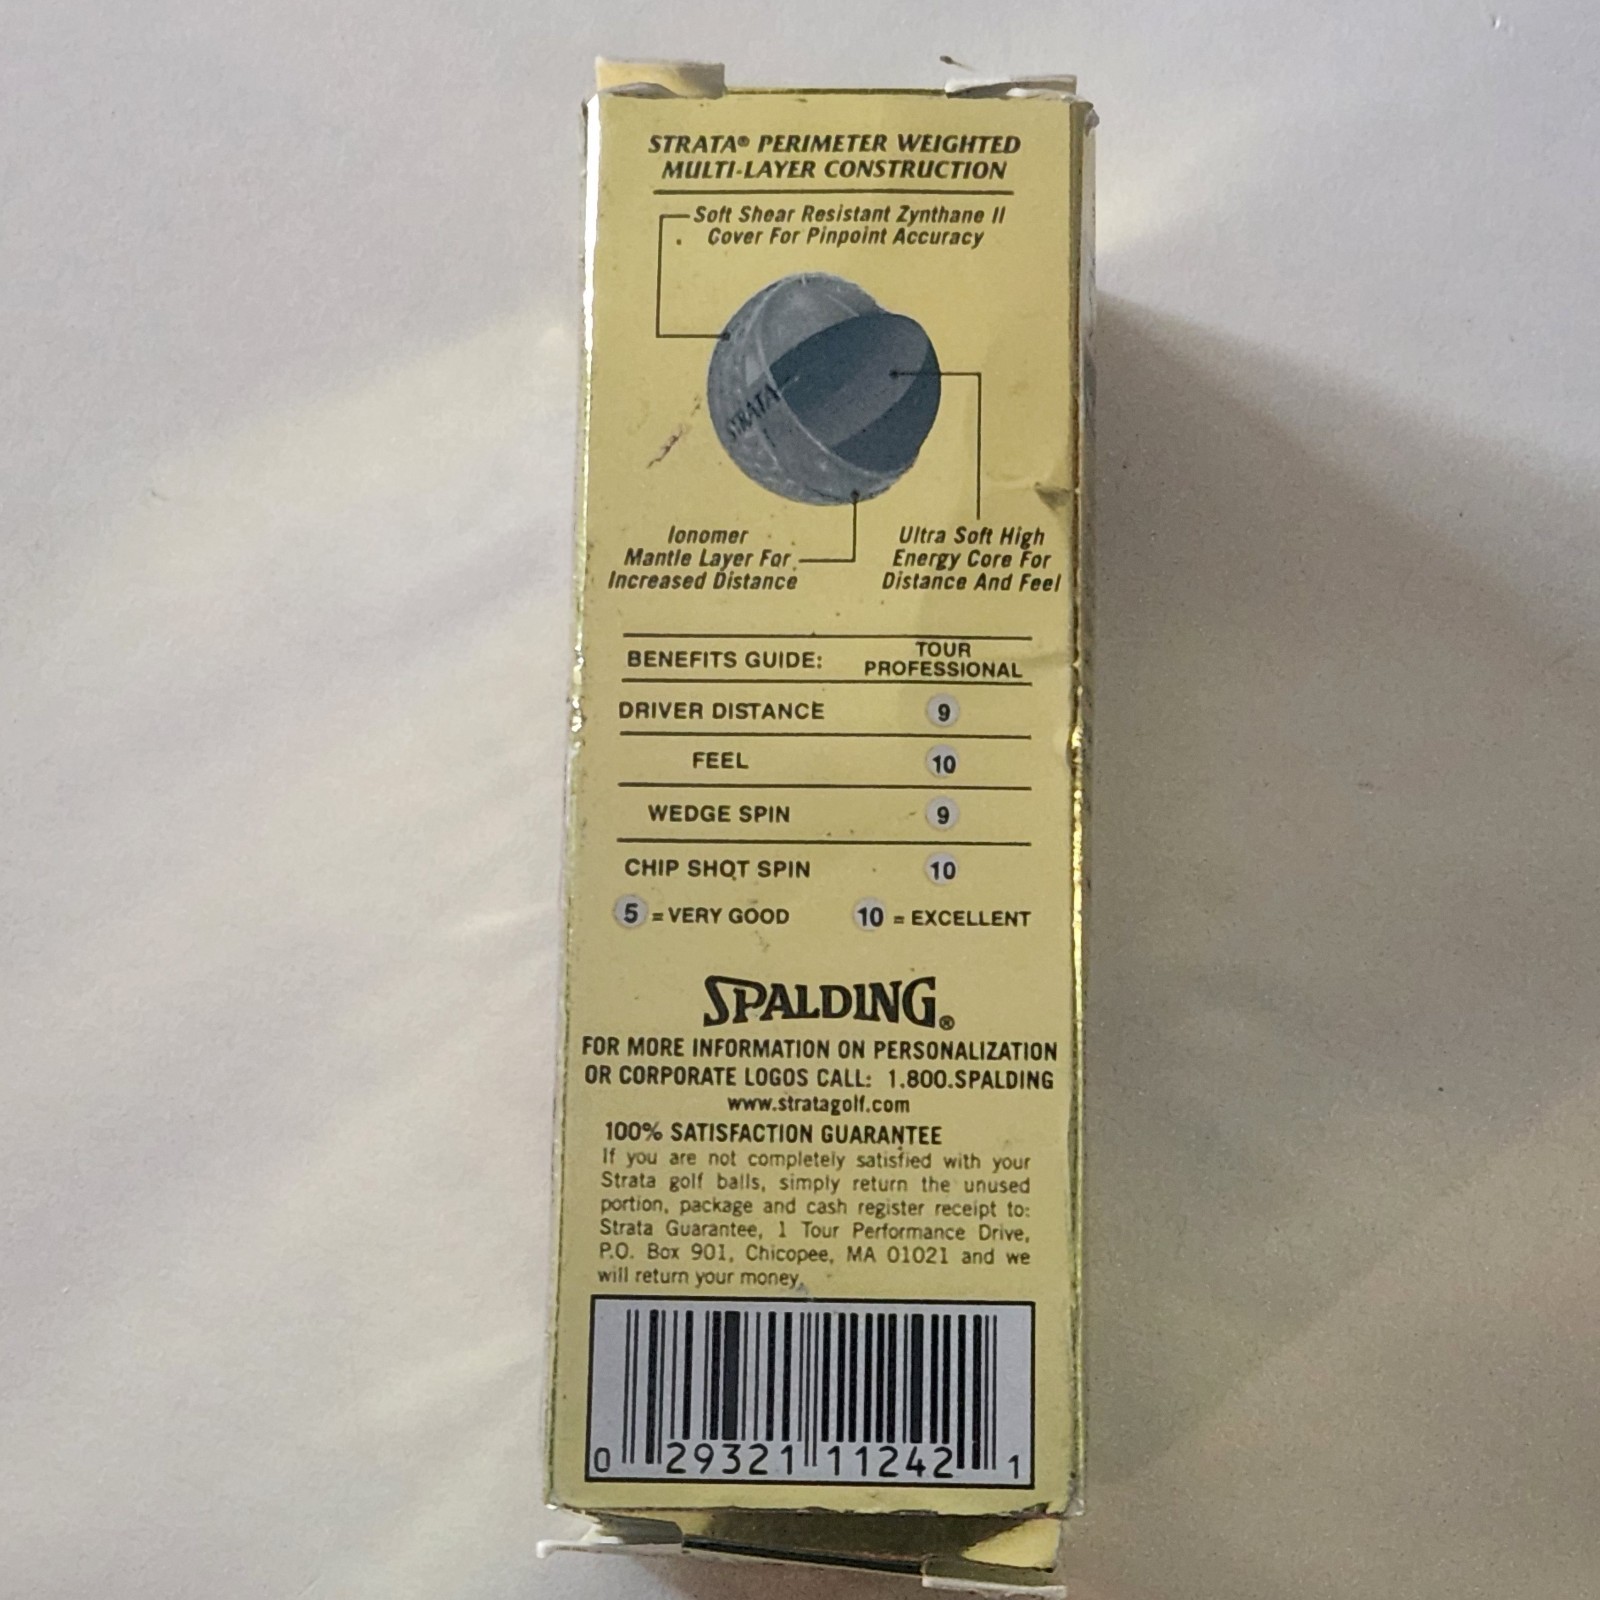 STRATA® PERIMETER WEIGHTED
MULTI-LAYER CONSTRUCTION
Soft Shear Resistant Zynthane II
Cover For Pinpoint Accuracy
STRATA
Ionomer
Mantle Layer For
Increased Distance
Ultra Soft High
Energy Core For
Distance And Feel
BENEFITS GUIDE: TOUR PROFESSIONAL
DRIVER DISTANCE 9
FEEL 10
WEDGE SPIN 9
CHIP SHOT SPIN 10
5 = VERY GOOD 10 = EXCELLENT
SPALDING®
FOR MORE INFORMATION ON PERSONALIZATION
OR CORPORATE LOGOS CALL: 1.800.SPALDING
www.stratagolf.com
100% SATISFACTION GUARANTEE
If you are not completely satisfied with your
Strata golf balls, simply return the unused
portion, package and cash register receipt to:
Strata Guarantee, 1 Tour Performance Drive,
P.O. Box 901, Chicopee, MA 01021 and we
will return your money.
0 29321 11242 1